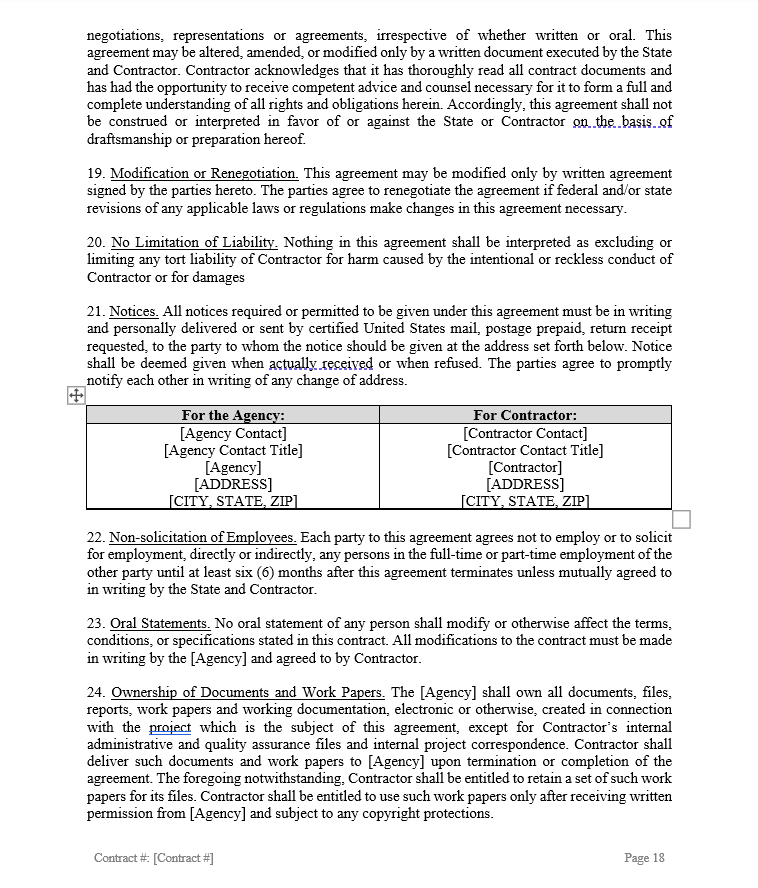 negotiations, representations or agreements, irrespective of whether written or oral. This
agreement may be altered, amended, or modified only by a written document executed by the State
and Contractor. Contractor acknowledges that it has thoroughly read all contract documents and
has had the opportunity to receive competent advice and counsel necessary for it to form a full and
complete understanding of all rights and obligations herein. Accordingly, this agreement shall not
be construed or interpreted in favor of or against the State or Contractor on the basis of
draftsmanship or preparation hereof.
19. Modification or Renegotiation. This agreement may be modified only by written agreement
signed by the parties hereto. The parties agree to renegotiate the agreement if federal and/or state
revisions of any applicable laws or regulations make changes in this agreement necessary.
20. No Limitation of Liability. Nothing in this agreement shall be interpreted as excluding or
limiting any tort liability of Contractor for harm caused by the intentional or reckless conduct of
Contractor or for damages
21. Notices. All notices required or permitted to be given under this agreement must be in writing
and personally delivered or sent by certified United States mail, postage prepaid, return receipt
requested, to the party to whom the notice should be given at the address set forth below. Notice
shall be deemed given when actually received or when refused. The parties agree to promptly
notify each other in writing of any change of address.
For the Agency: For Contractor:
[Agency Contact] [Contractor Contact]
[Agency Contact Title] [Contractor Contact Title]
[Agency] [Contractor]
[ADDRESS] [ADDRESS]
[CITY, STATE, ZIP] [CITY, STATE, ZIP]
22. Non-solicitation of Employees. Each party to this agreement agrees not to employ or to solicit
for employment, directly or indirectly, any persons in the full-time or part-time employment of the
other party until at least six (6) months after this agreement terminates unless mutually agreed to
in writing by the State and Contractor.
23. Oral Statements. No oral statement of any person shall modify or otherwise affect the terms,
conditions, or specifications stated in this contract. All modifications to the contract must be made
in writing by the [Agency] and agreed to by Contractor.
24. Ownership of Documents and Work Papers. The [Agency] shall own all documents, files,
reports, work papers and working documentation, electronic or otherwise, created in connection
with the project which is the subject of this agreement, except for Contractor's internal
administrative and quality assurance files and internal project correspondence. Contractor shall
deliver such documents and work papers to [Agency] upon termination or completion of the
agreement. The foregoing notwithstanding, Contractor shall be entitled to retain a set of such work
papers for its files. Contractor shall be entitled to use such work papers only after receiving written
permission from [Agency] and subject to any copyright protections.
Contract #: [Contract #] Page 18